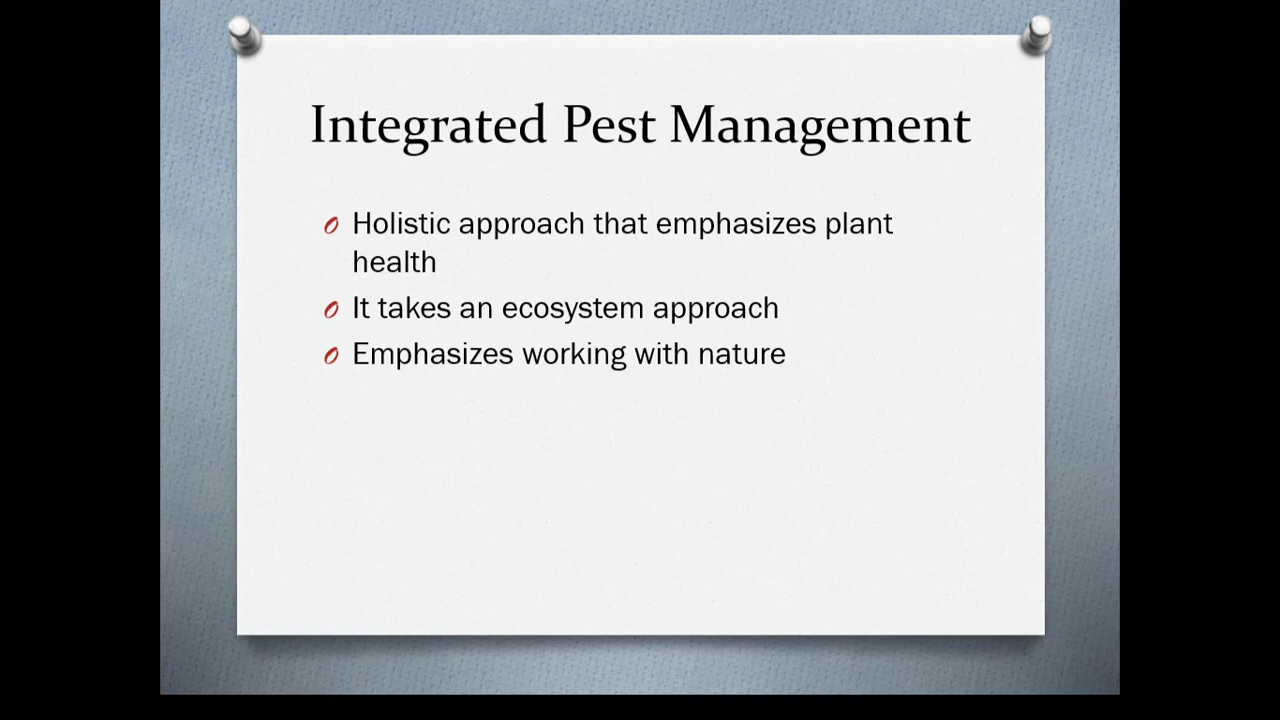 Integrated Pest Management
Holistic approach that emphasizes plant
health
It takes an ecosystem approach
Emphasizes working with nature